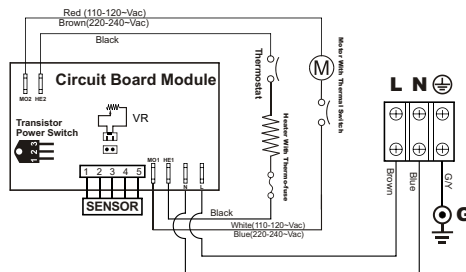 Red (110-120~Vac)
Brown(220-240~Vac)
Black
MO2 HE2
Circuit Board Module
Transistor
Power Switch
1 2 3
VR
MO1 HE1
N L
1 2 3 4 5
SENSOR
Thermostat
Heater With Thermo-fuse
Motor With Thermal Switch
M
Black
White(110-120~Vac)
Blue(220-240~Vac)
L N
Brown
Blue
G/Y
G